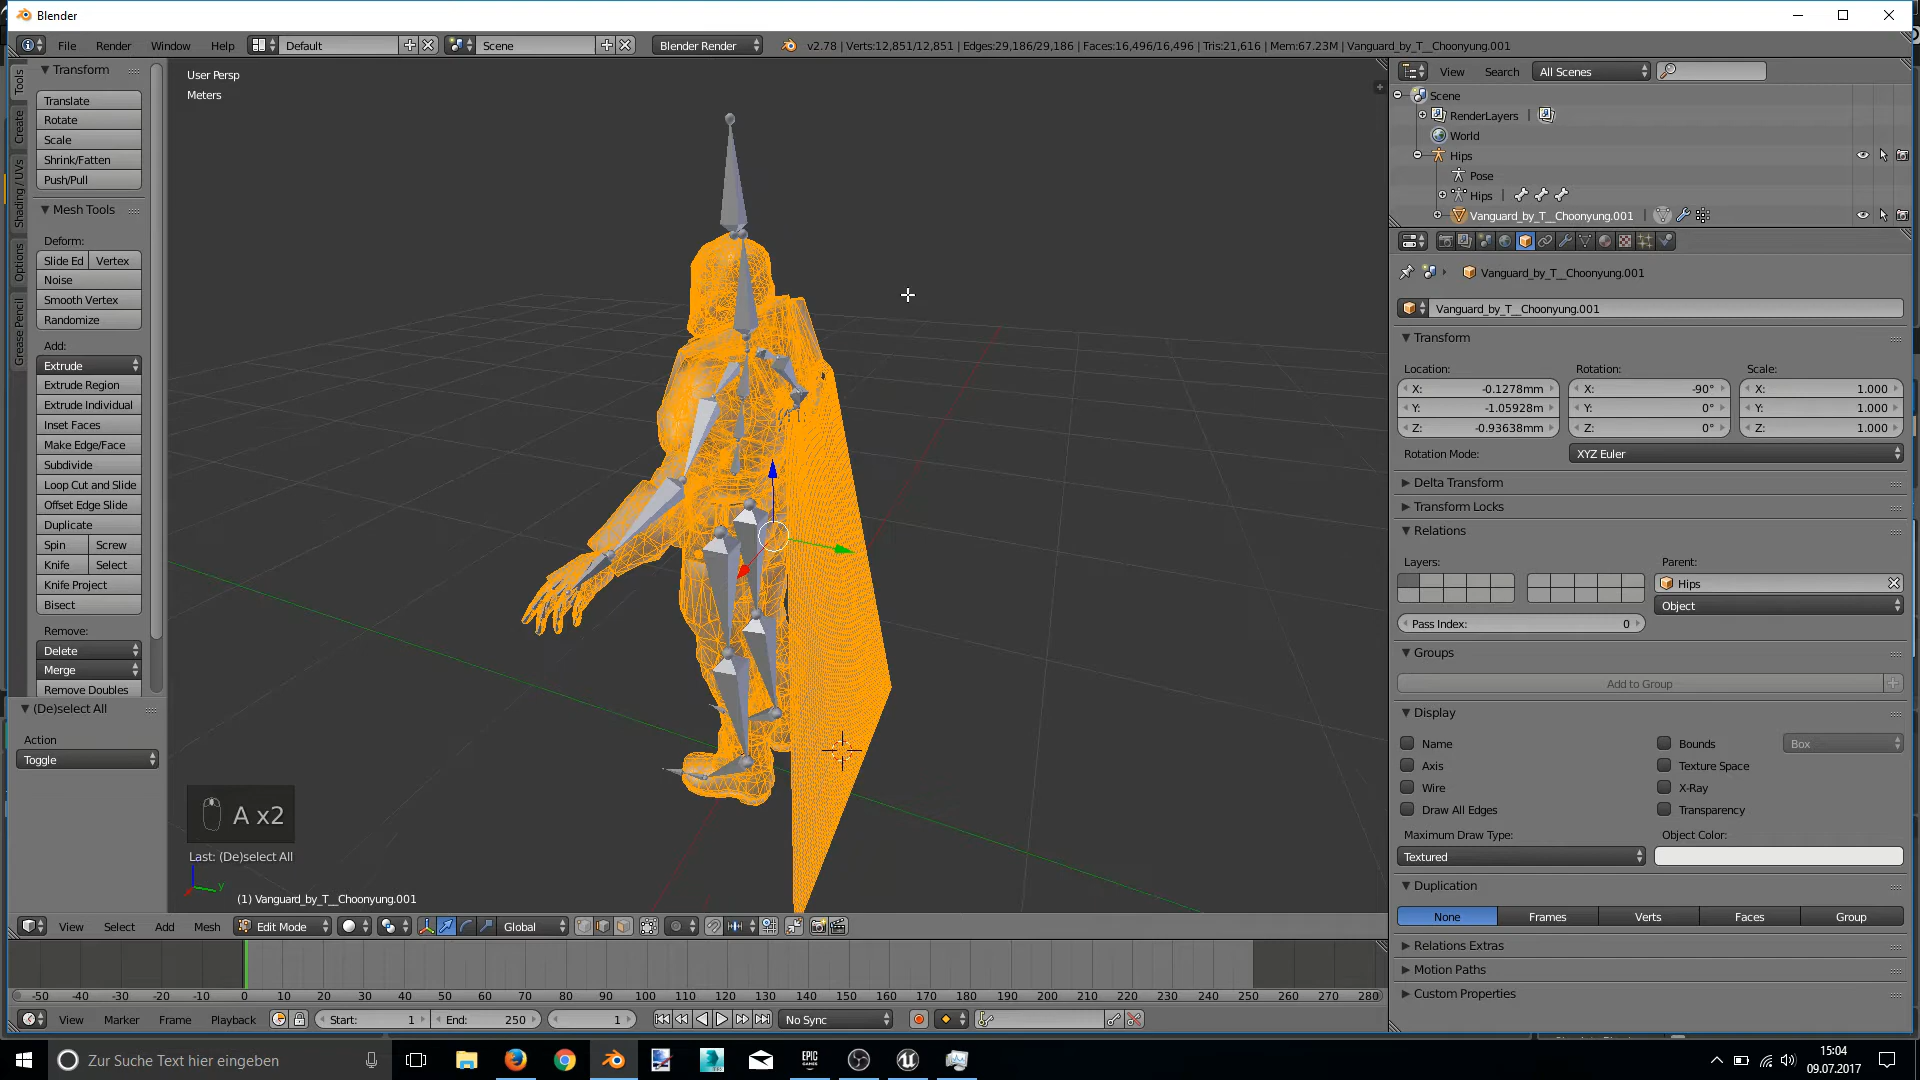 Blender
File Render Window Help Default Scene Blender Render v2.78 | Verts:12,851/12,851 | Edges:29,186/29,186 | Faces:16,496/16,496 | Tris:21,616 | Mem:67.23M | Vanguard_by_T__Choonyung.001
Tools
Create
Shading / UVs
Options
Grease Pencil
Transform
Translate
Rotate
Scale
Shrink/Fatten
Push/Pull
Mesh Tools
Deform:
Slide Ed Vertex
Noise
Smooth Vertex
Randomize
Add:
Extrude
Extrude Region
Extrude Individual
Inset Faces
Make Edge/Face
Subdivide
Loop Cut and Slide
Offset Edge Slide
Duplicate
Spin Screw
Knife Select
Knife Project
Bisect
Remove:
Delete
Merge
Remove Doubles
(De)select All
Action
Toggle
User Persp
Meters
A x2
Last: (De)select All
y
(1) Vanguard_by_T__Choonyung.001
View Select Add Mesh Edit Mode Global
-50 -40 -30 -20 -10 0 10 20 30 40 50 60 70 80 90 100 110 120 130 140 150 160 170 180 190 200 210 220 230 240 250 260 270 280
View Marker Frame Playback Start: 1 End: 250 1 No Sync
View Search All Scenes
Scene
RenderLayers |
World
Hips
Pose
Hips |
Vanguard_by_T__Choonyung.001 |
Vanguard_by_T__Choonyung.001
Vanguard_by_T__Choonyung.001
Transform
Location: Rotation: Scale:
X: -0.1278mm X: -90° X: 1.000
Y: -1.05928m Y: 0° Y: 1.000
Z: -0.93638mm Z: 0° Z: 1.000
Rotation Mode: XYZ Euler
Delta Transform
Transform Locks
Relations
Layers: Parent:
Hips
Object
Pass Index: 0
Groups
Add to Group
Display
Name Bounds Box
Axis Texture Space
Wire X-Ray
Draw All Edges Transparency
Maximum Draw Type: Object Color:
Textured
Duplication
None Frames Verts Faces Group
Relations Extras
Motion Paths
Custom Properties
Zur Suche Text hier eingeben
EPIC
GAMES
15:04
09.07.2017